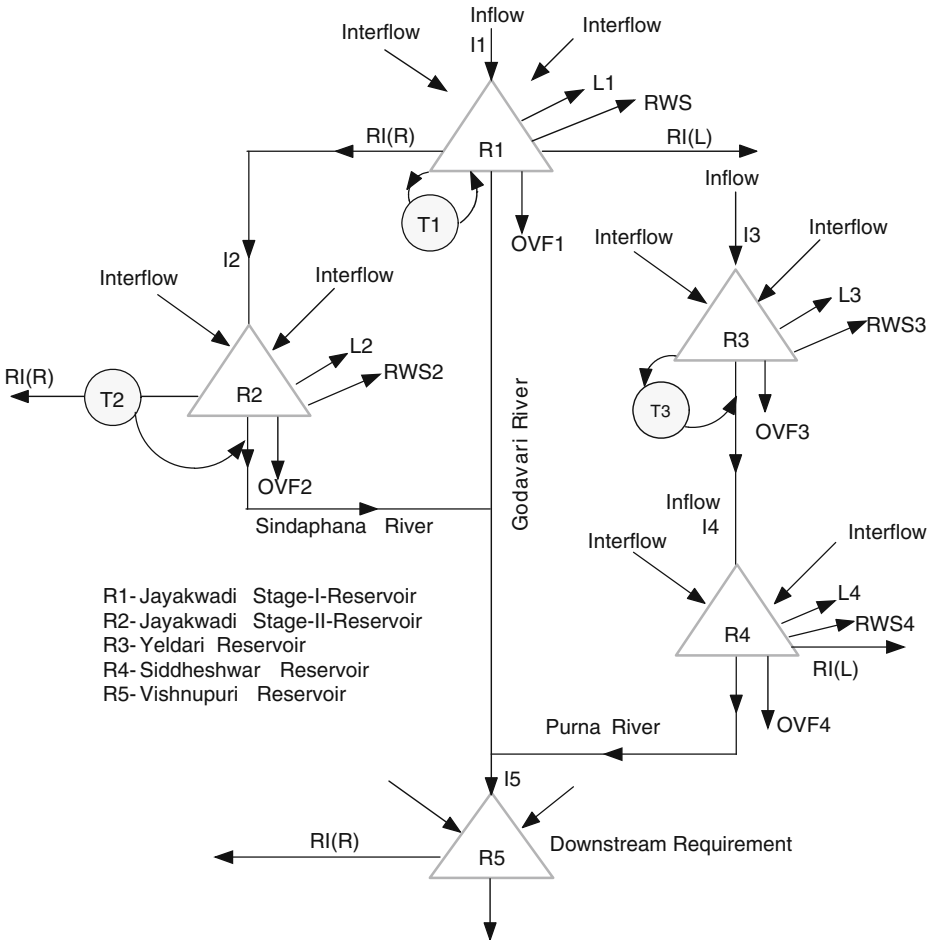 Inflow
Interflow
I1
Interflow
L1
RWS
RI(R)
R1
RI(L)
T1
OVF1
Inflow
I2
Interflow
I3
Interflow
Interflow
Interflow
L3
RWS3
R3
L2
RWS2
RI(R)
T2
R2
T3
OVF3
OVF2
Godavari River
Sindaphana River
Inflow
I4
Interflow
Interflow
R1- Jayakwadi Stage-I-Reservoir
R2- Jayakwadi Stage-II-Reservoir
R3- Yeldari Reservoir
R4- Siddheshwar Reservoir
R5- Vishnupuri Reservoir
L4
RWS4
R4
RI(L)
OVF4
Purna River
I5
RI(R)
R5
Downstream Requirement